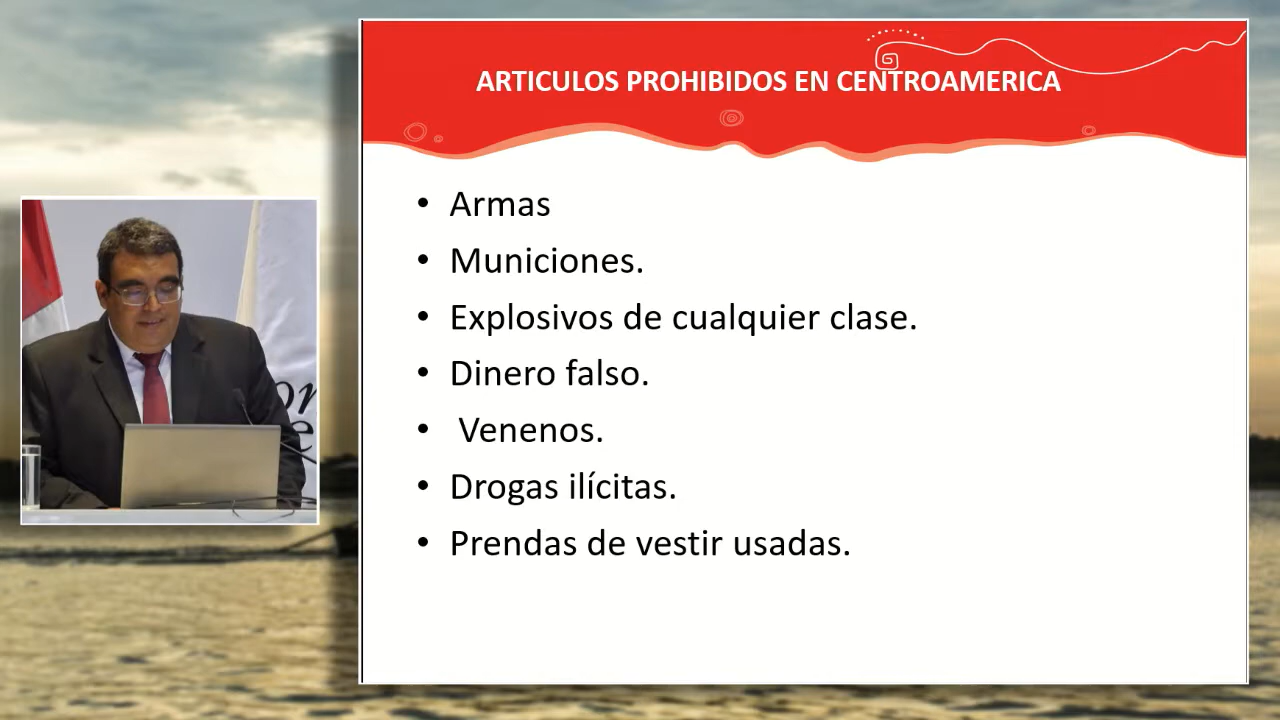 ARTICULOS PROHIBIDOS EN CENTROAMERICA
• Armas
• Municiones.
• Explosivos de cualquier clase.
• Dinero falso.
• Venenos.
• Drogas ilícitas.
• Prendas de vestir usadas.